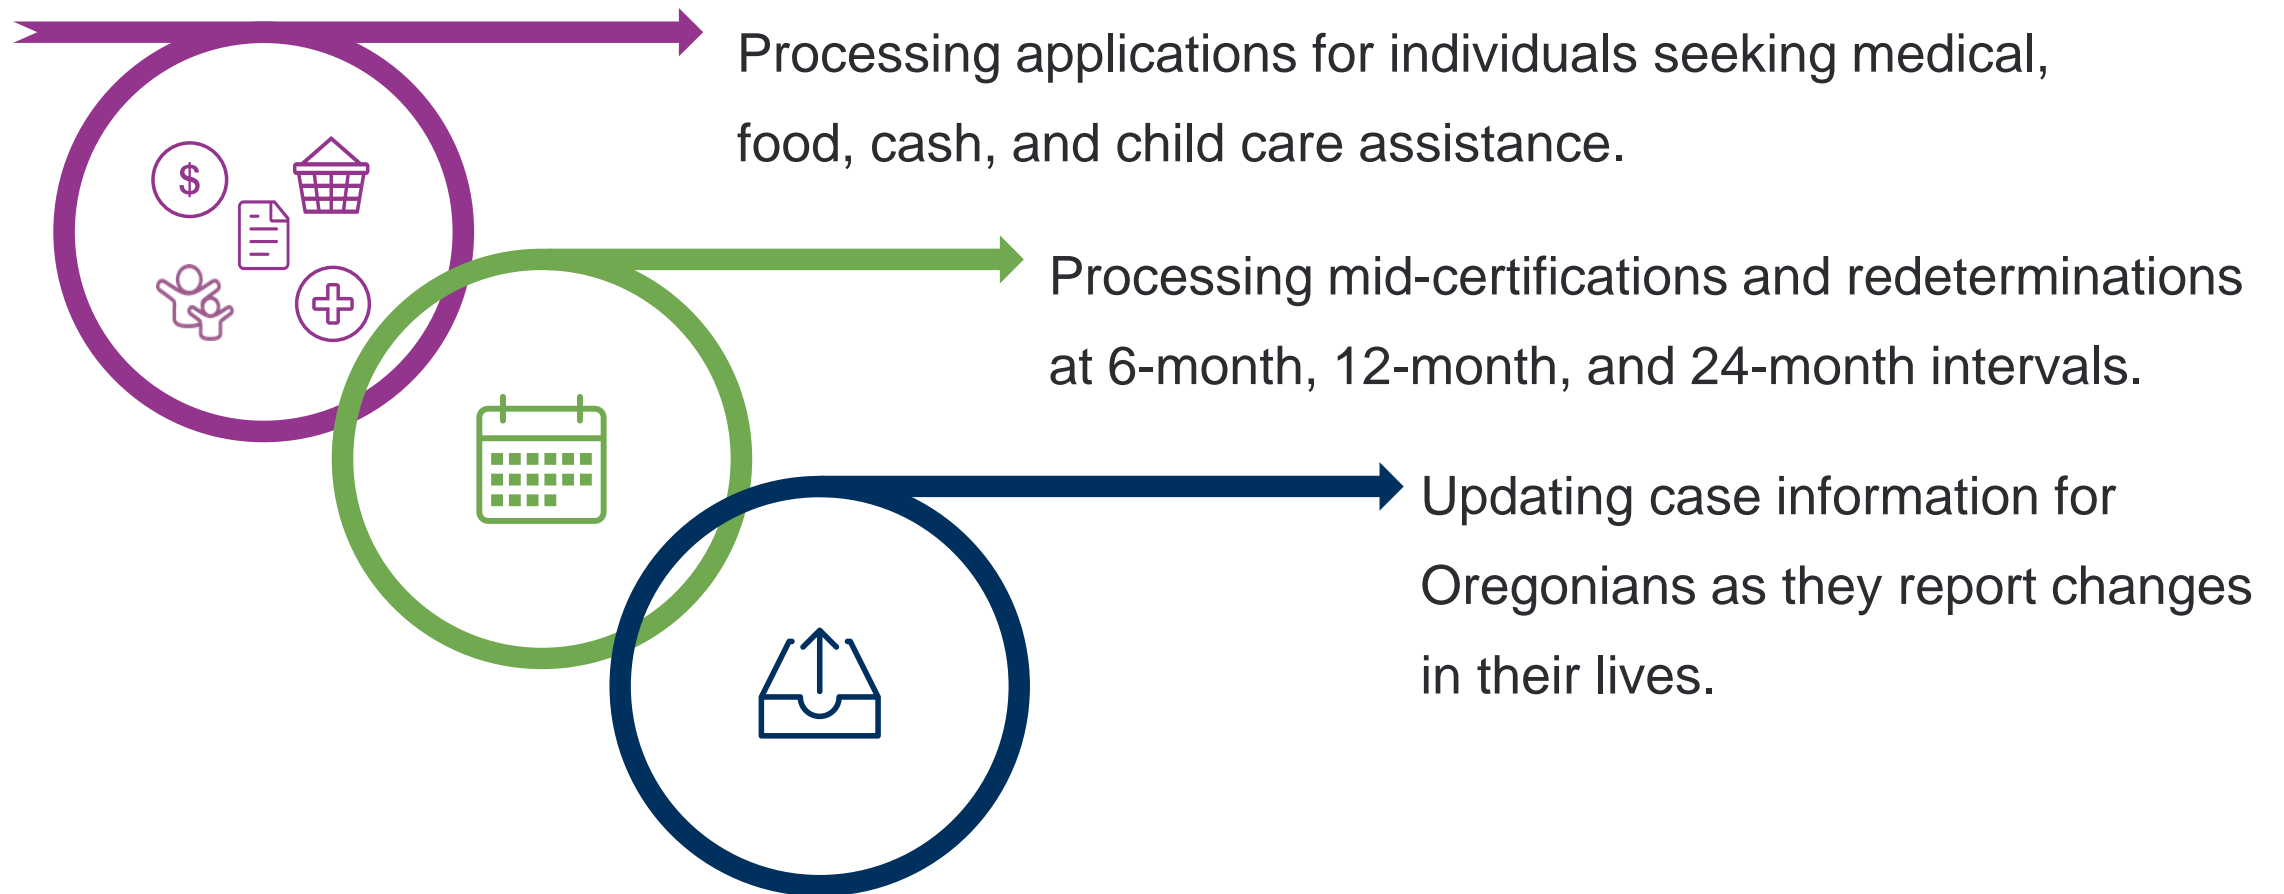 $
Processing applications for individuals seeking medical,
food, cash, and child care assistance.
Processing mid-certifications and redeterminations
at 6-month, 12-month, and 24-month intervals.
Updating case information for
Oregonians as they report changes
in their lives.